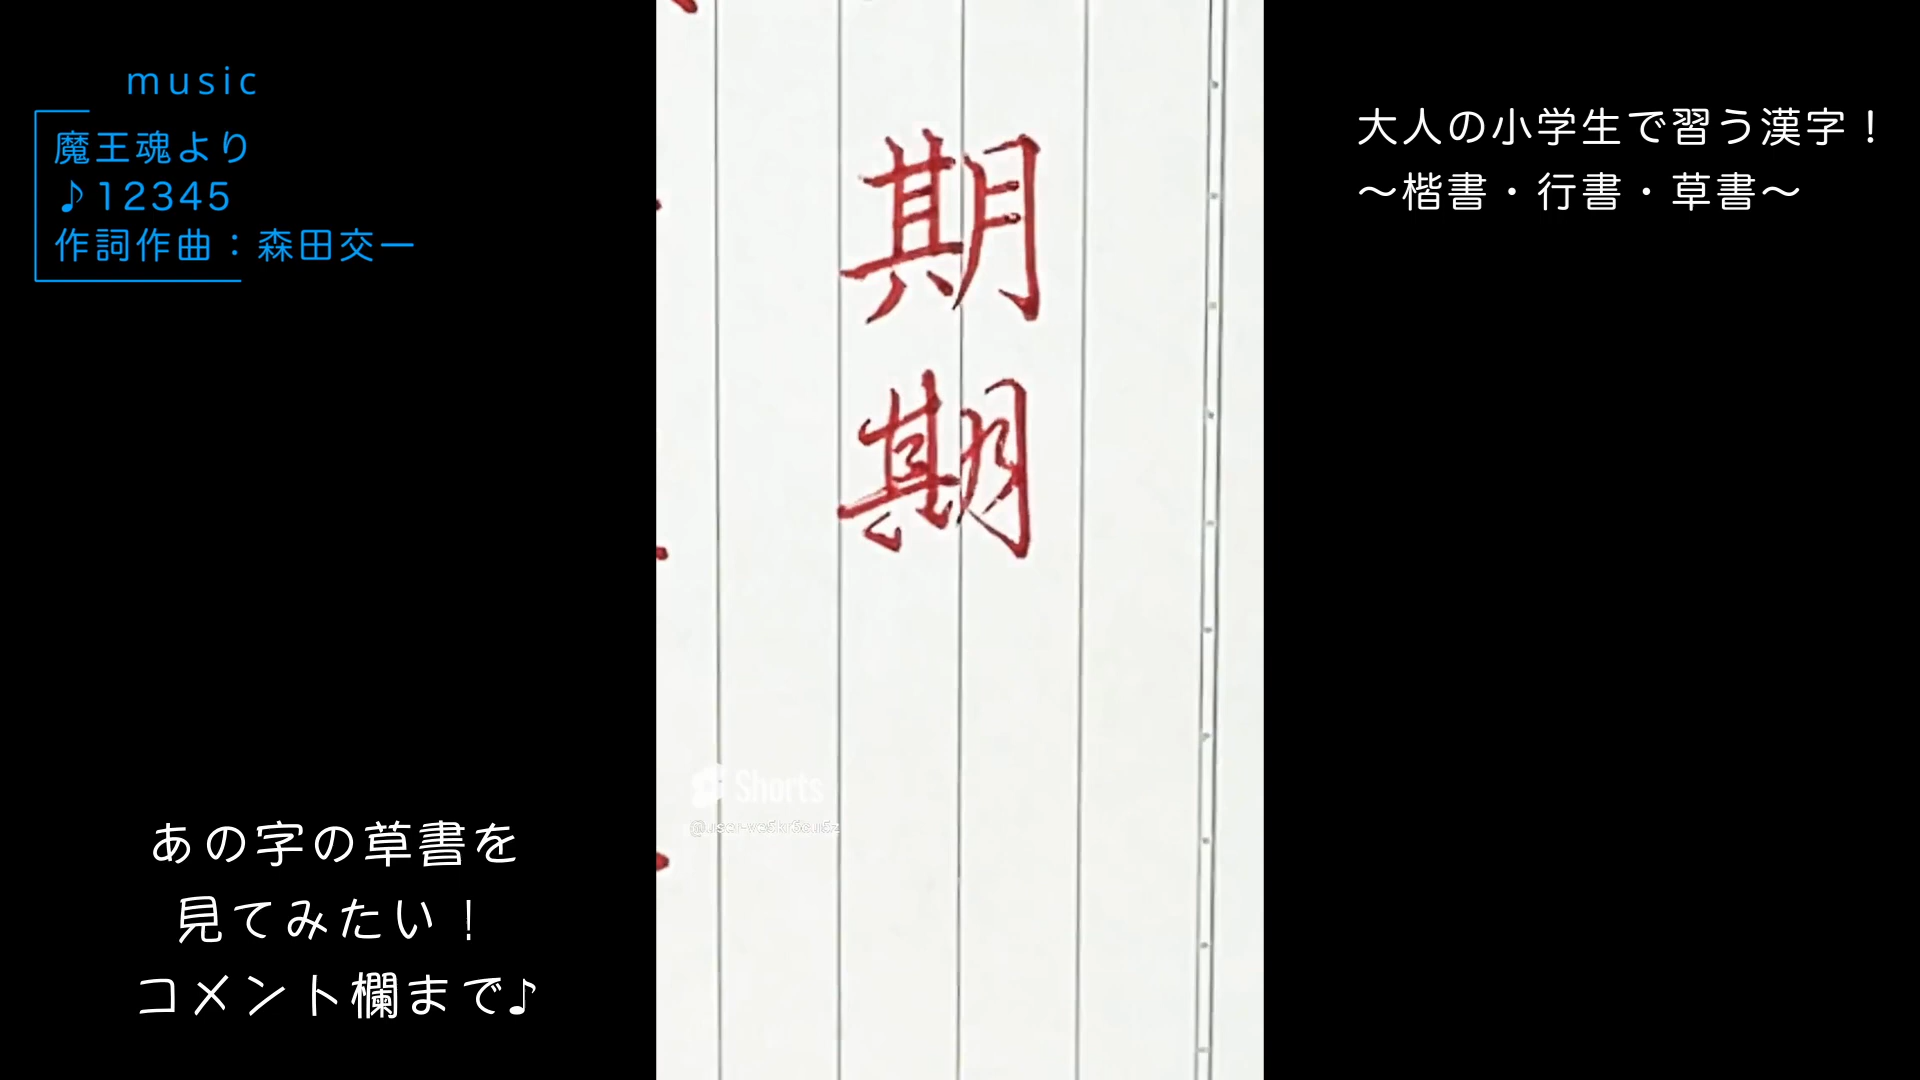 music
魔王魂より
♪12345
作詞作曲：森田交一
大人の小学生で習う漢字！
～楷書・行書・草書～
期
期
Shorts
あの字の草書を
見てみたい！
コメント欄まで♪